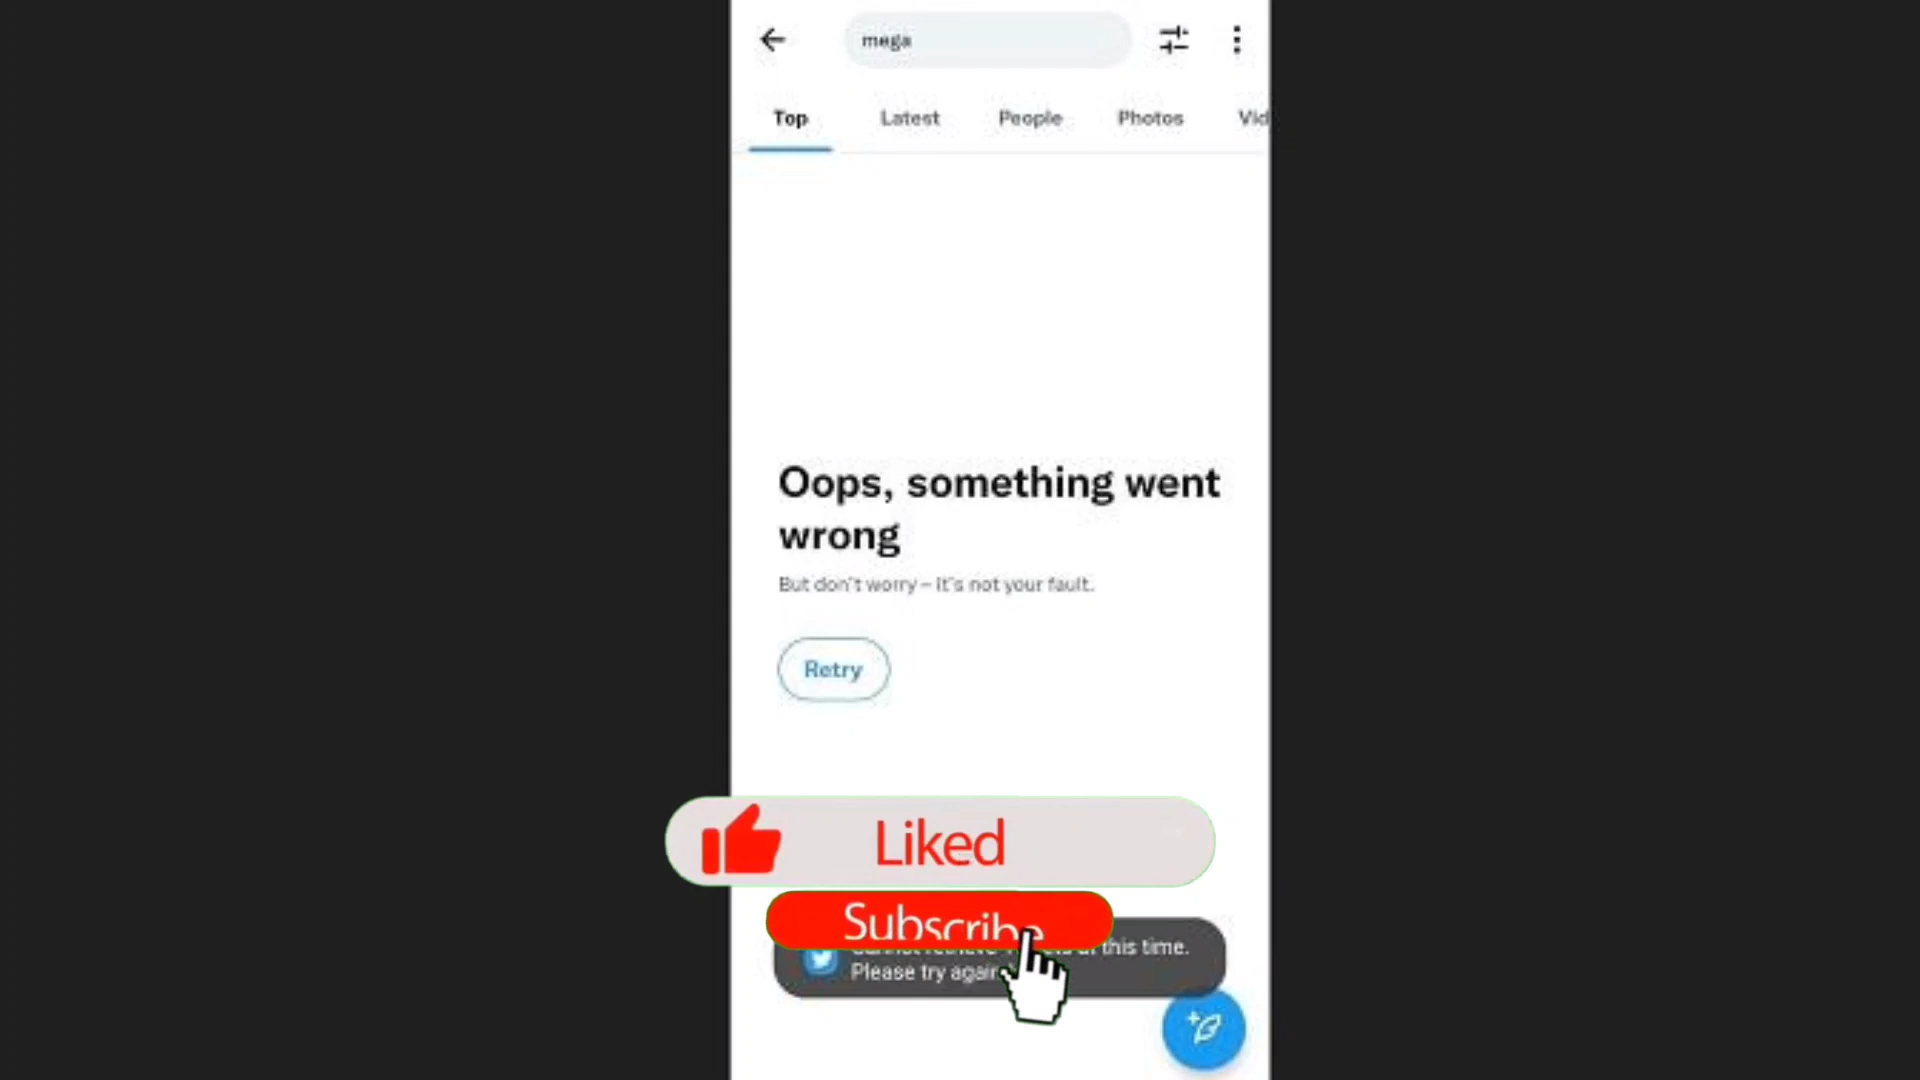 mega
Top Latest People Photos Vid
Oops, something went
wrong
But don't worry – it's not your fault.
Retry
Liked
Subscribe
this time.
Please try again